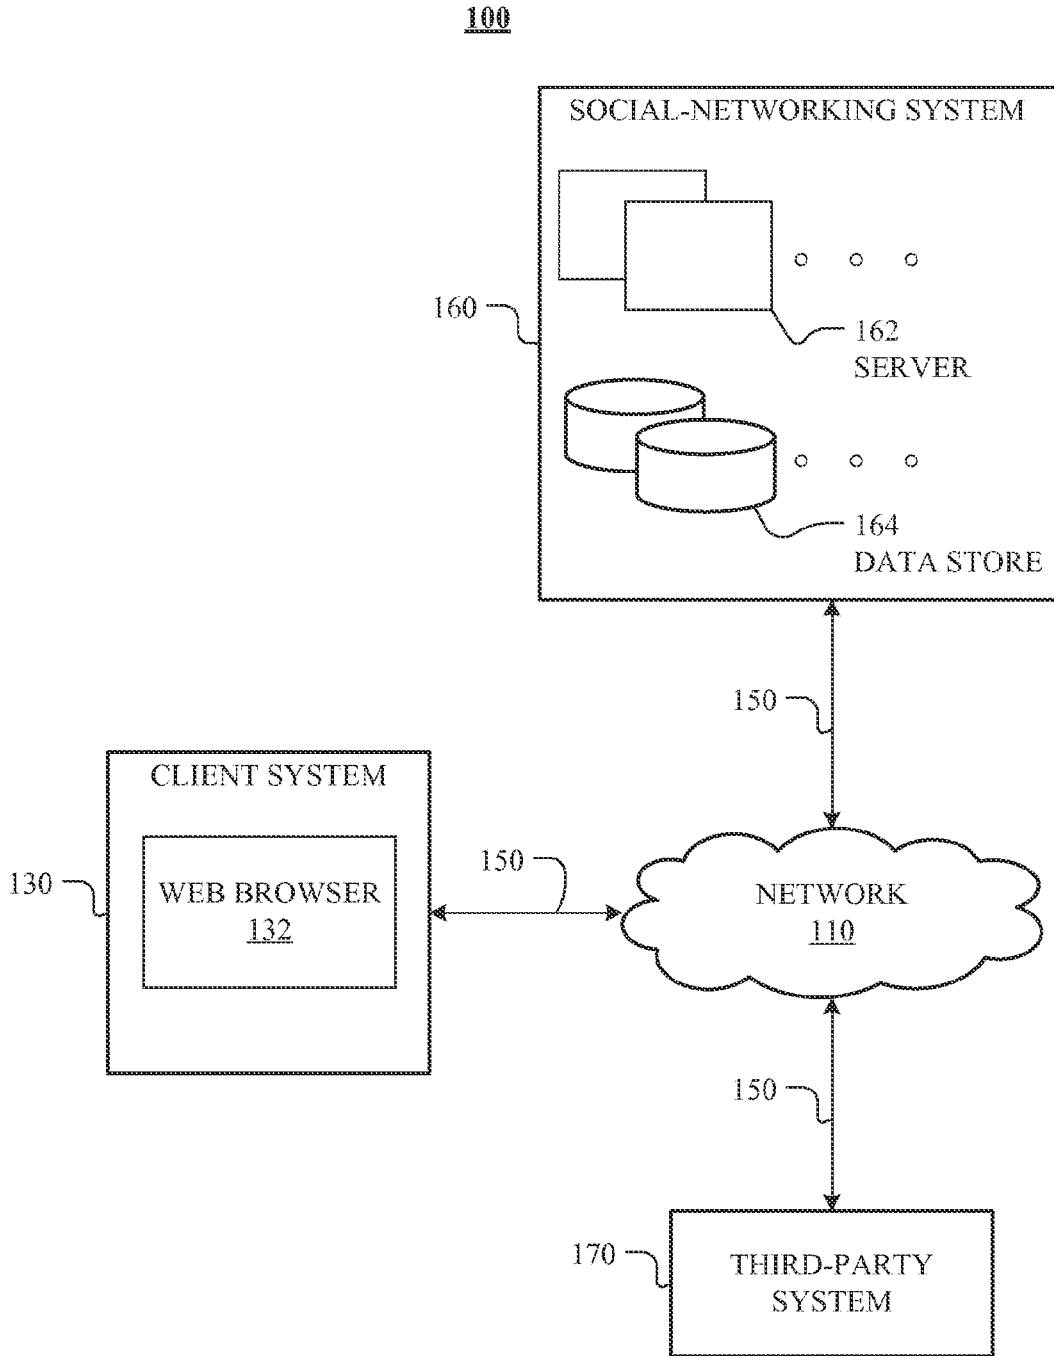 100
SOCIAL-NETWORKING SYSTEM
160
162
SERVER
164
DATA STORE
150
CLIENT SYSTEM
130
WEB BROWSER
132
150
NETWORK
110
150
170
THIRD-PARTY
SYSTEM